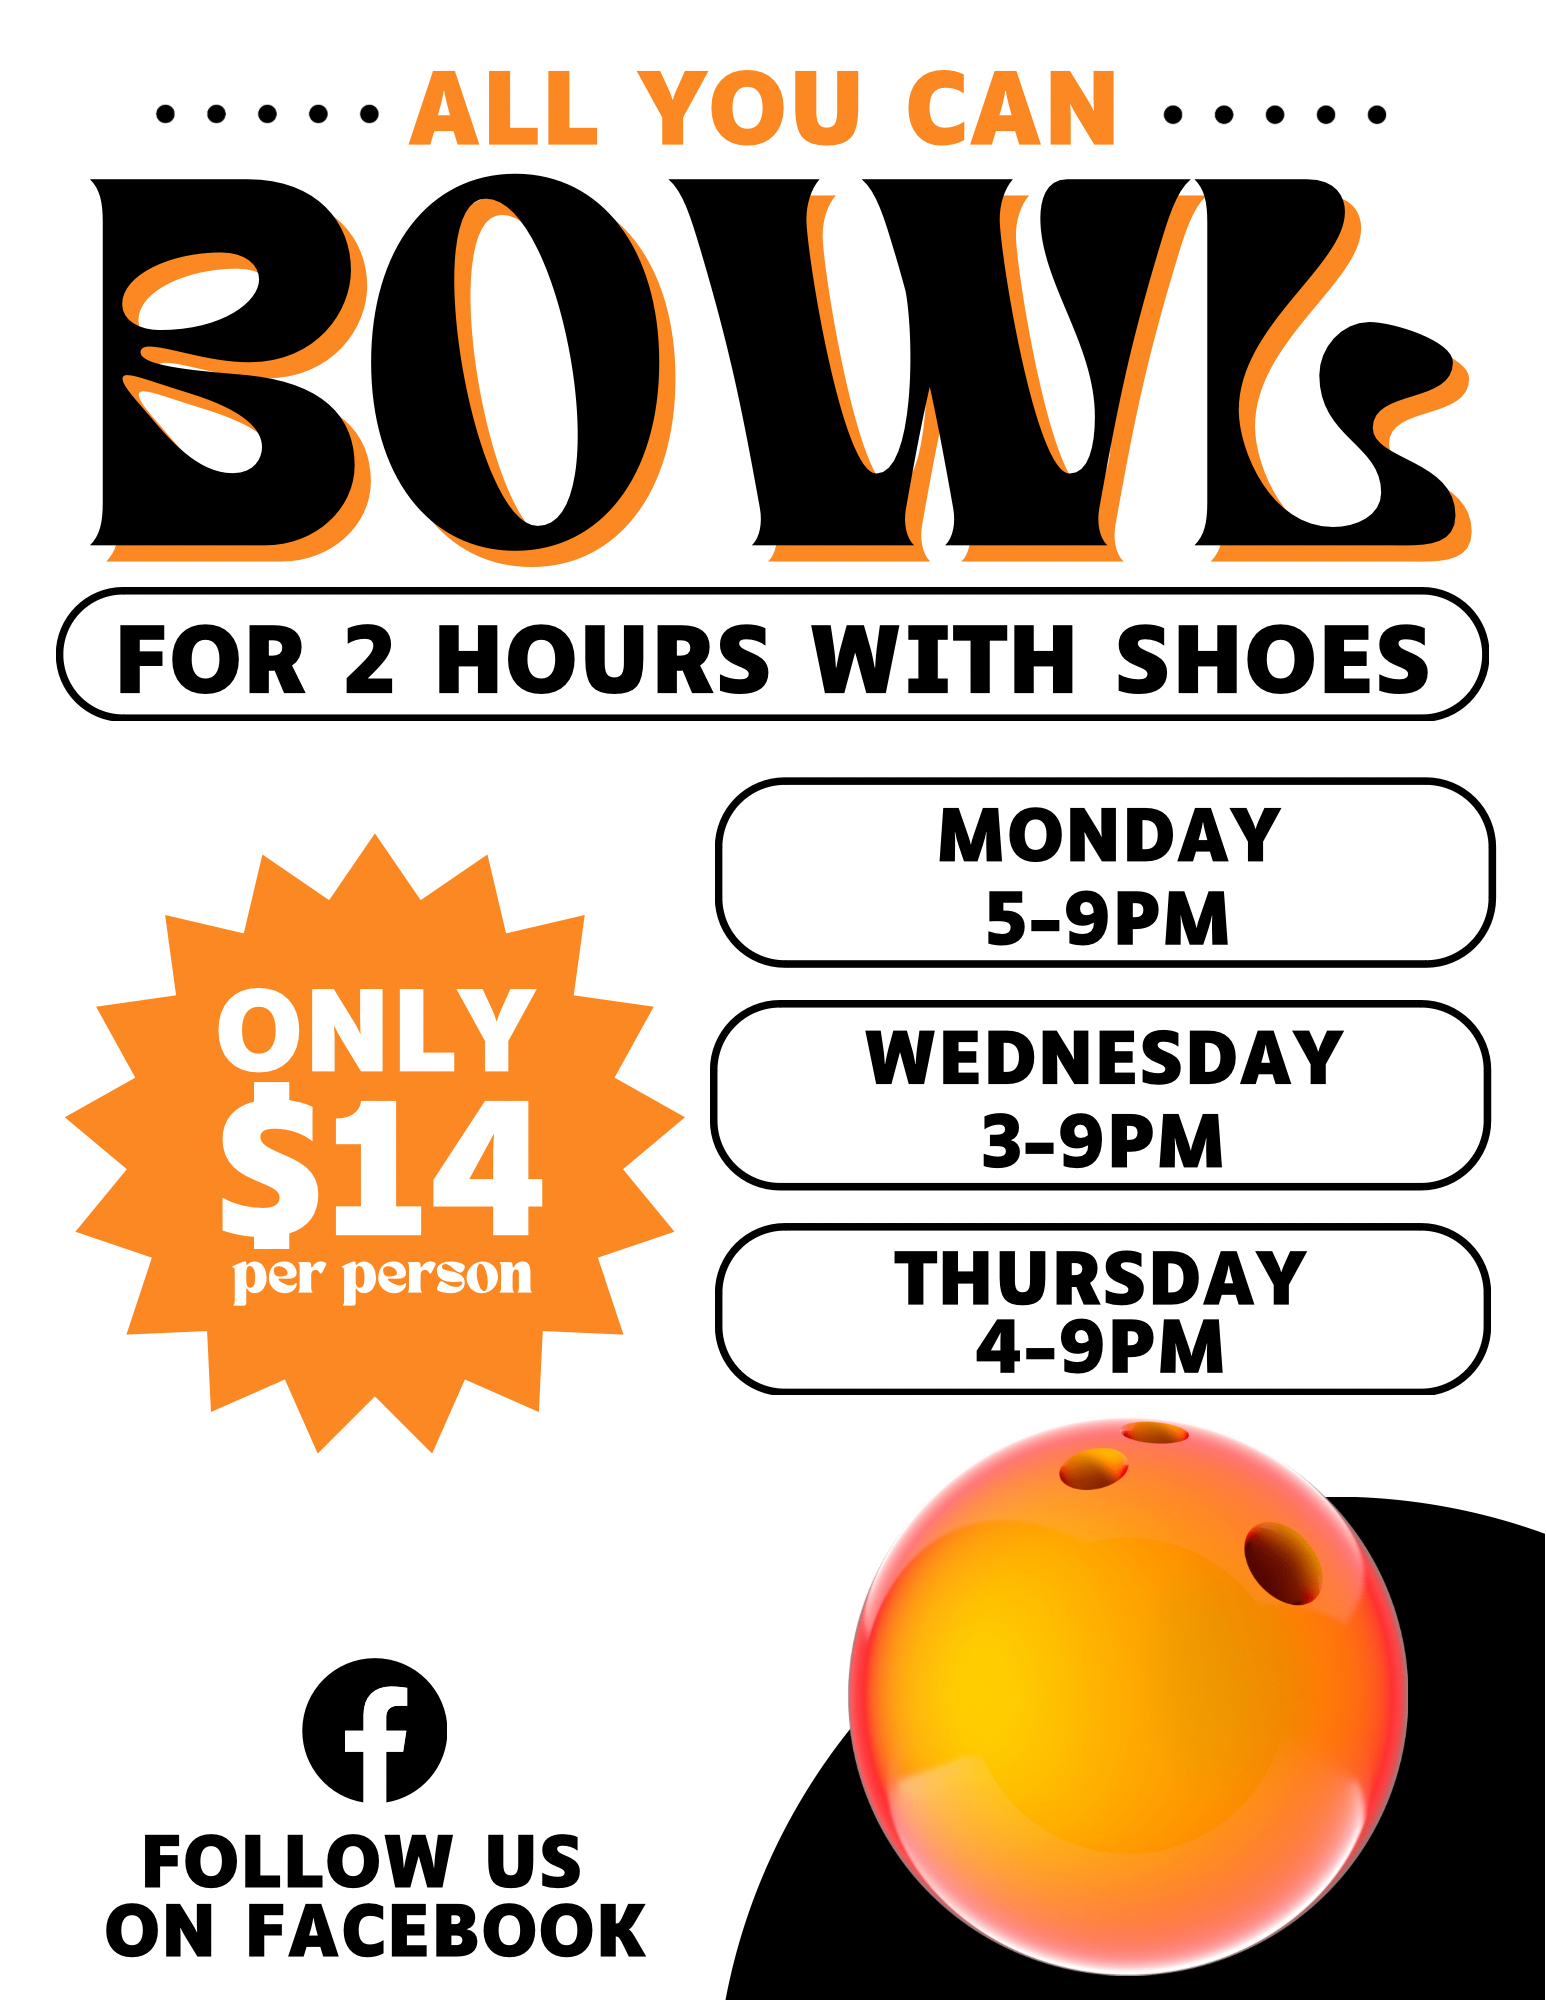 ALL YOU CAN
BOWL
FOR 2 HOURS WITH SHOES
MONDAY
5-9PM
WEDNESDAY
3-9PM
THURSDAY
4-9PM
ONLY
$14
per person
FOLLOW US
ON FACEBOOK